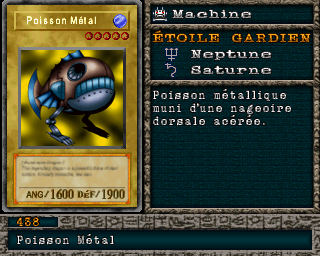 Poisson Métal
Machine
ÉTOILE GARDIEN
Neptune
Saturne
Poisson métallique
muni d'une nageoire
dorsale acérée.
ANG/1600 DéF/1900
438
Poisson Métal